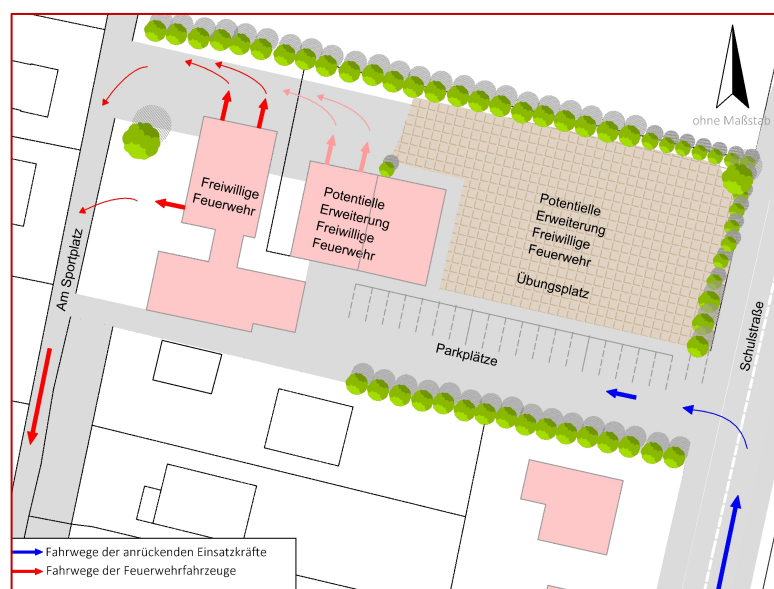 ohne Maßstab
Freiwillige
Feuerwehr
Potentielle
Erweiterung
Freiwillige
Feuerwehr
Potentielle
Erweiterung
Freiwillige
Feuerwehr
Übungsplatz
Am Sportplatz
Parkplätze
Schulstraße
Fahrwege der anrückenden Einsatzkräfte
Fahrwege der Feuerwehrfahrzeuge